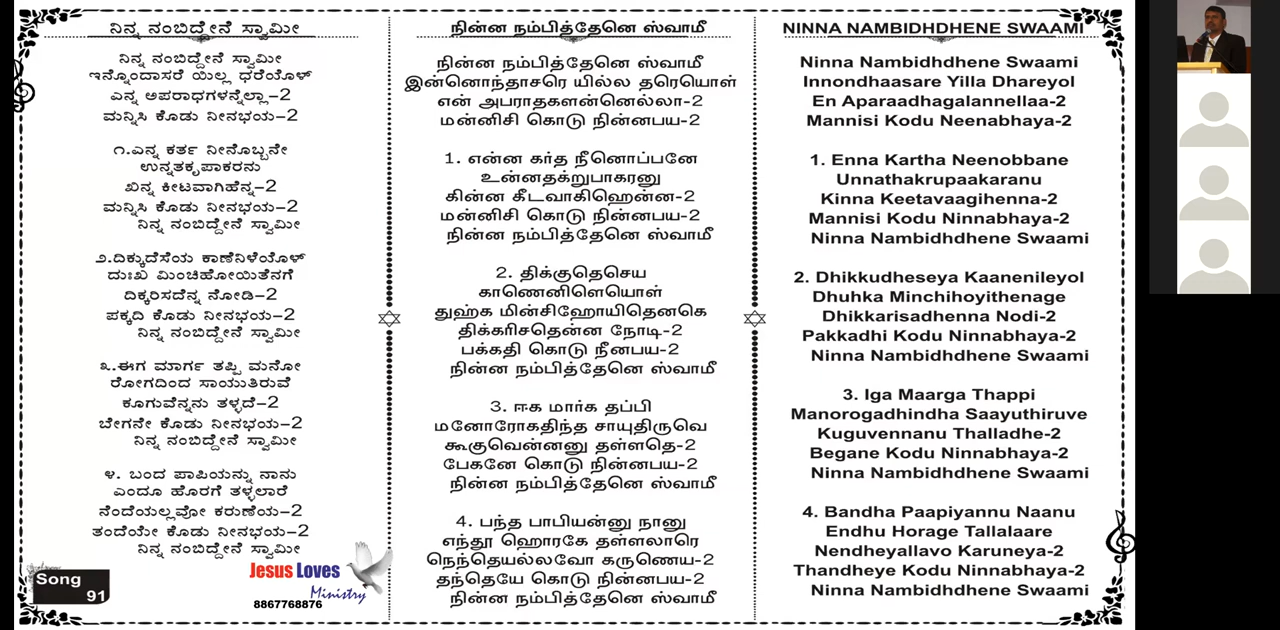 ನಿನ್ನ ನಂಬಿದ್ದೇನೆ ಸ್ವಾಮೀ
ನಿನ್ನ ನಂಬಿದ್ದೇನೆ ಸ್ವಾಮೀ
ಇನ್ನೊಂದಾಸರೆ ಯಿಲ್ಲ ಧರೆಯೊಳ್
ಎನ್ನ ಅಪರಾಧಗಳನ್ನೆಲ್ಲಾ-2
ಮನ್ನಿಸಿ ಕೊಡು ನೀನಭಯ-2
೧.ಎನ್ನ ಕರ್ತ ನೀನೊಬ್ಬನೇ
ಉನ್ನತಕೃಪಾಕರನು
ಖಿನ್ನ ಕೀಟವಾಗಿಹೆನ್ನ-2
ಮನ್ನಿಸಿ ಕೊಡು ನೀನಭಯ-2
ನಿನ್ನ ನಂಬಿದ್ದೇನೆ ಸ್ವಾಮೀ
೨.ದಿಕ್ಕುದೆಸೆಯ ಕಾಣೆನಿಳೆಯೊಳ್
ದುಃಖ ಮಿಂಚಿಹೋಯಿತೆನಗೆ
ದಿಕ್ಕರಿಸದೆನ್ನ ನೋಡಿ-2
ಪಕ್ಕದಿ ಕೊಡು ನೀನಭಯ-2
ನಿನ್ನ ನಂಬಿದ್ದೇನೆ ಸ್ವಾಮೀ
೩.ಈಗ ಮಾರ್ಗ ತಪ್ಪಿ ಮನೋ
ರೋಗದಿಂದ ಸಾಯುತಿರುವೆ
ಕೂಗುವೆನ್ನನು ತಳ್ಳದೆ-2
ಬೇಗನೇ ಕೊಡು ನೀನಭಯ-2
ನಿನ್ನ ನಂಬಿದ್ದೇನೆ ಸ್ವಾಮೀ
೪. ಬಂದ ಪಾಪಿಯನ್ನು ನಾನು
ಎಂದೂ ಹೊರಗೆ ತಳ್ಳಲಾರೆ
ನೆಂದೆಯಲ್ಲವೋ ಕರುಣೆಯ-2
ತಂದೆಯೇ ಕೊಡು ನೀನಭಯ-2
ನಿನ್ನ ನಂಬಿದ್ದೇನೆ ಸ್ವಾಮೀ
Song
91
Jesus Loves
Ministry
8867768876
நின்ன நம்பித்தேனெ ஸ்வாமீ
நின்ன நம்பித்தேனெ ஸ்வாமீ
இன்னொந்தாசரெ யில்ல தரெயொள்
என் அபராதகளன்னெல்லா-2
மன்னிசி கொடு நின்னபய-2
1. என்ன கர்த நீனொப்பனே
உன்னதக்றுபாகரனு
கின்ன கீடவாகிஹென்ன-2
மன்னிசி கொடு நின்னபய-2
நின்ன நம்பித்தேனெ ஸ்வாமீ
2. திக்குதெசெய
காணெனிளெயொள்
துஹ்க மின்சிஹோயிதெனகெ
திக்கரிசதென்ன நோடி-2
பக்கதி கொடு நீனபய-2
நின்ன நம்பித்தேனெ ஸ்வாமீ
3. ஈக மார்க தப்பி
மனோரோகதிந்த சாயுதிருவெ
கூகுவென்னனு தள்ளதெ-2
பேகனே கொடு நின்னபய-2
நின்ன நம்பித்தேனெ ஸ்வாமீ
4. பந்த பாபியன்னு நானு
எந்தூ ஹொரகே தள்ளலாரெ
நெந்தெயல்லவோ கருணெய-2
தந்தெயே கொடு நின்னபய-2
நின்ன நம்பித்தேனெ ஸ்வாமீ
NINNA NAMBIDHDHENE SWAAMI
Ninna Nambidhdhene Swaami
Innondhaasare Yilla Dhareyol
En Aparaadhagalannellaa-2
Mannisi Kodu Neenabhaya-2
1. Enna Kartha Neenobbane
Unnathakrupaakaranu
Kinna Keetavaagihenna-2
Mannisi Kodu Ninnabhaya-2
Ninna Nambidhdhene Swaami
2. Dhikkudheseya Kaanenileyol
Dhuhka Minchihoyithenage
Dhikkarisadhenna Nodi-2
Pakkadhi Kodu Ninnabhaya-2
Ninna Nambidhdhene Swaami
3. Iga Maarga Thappi
Manorogadhindha Saayuthiruve
Kuguvennanu Thalladhe-2
Begane Kodu Ninnabhaya-2
Ninna Nambidhdhene Swaami
4. Bandha Paapiyannu Naanu
Endhu Horage Tallalaare
Nendheyallavo Karuneya-2
Thandheye Kodu Ninnabhaya-2
Ninna Nambidhdhene Swaami